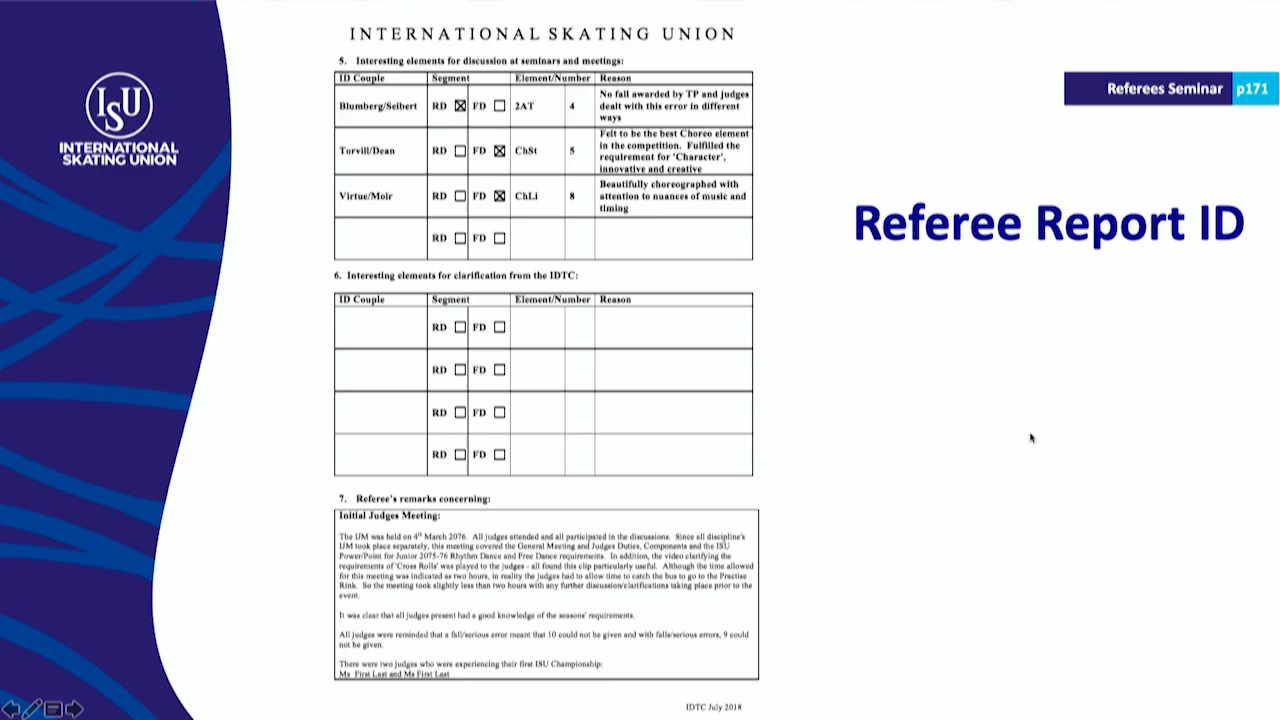 INTERNATIONAL SKATING UNION
5. Interesting elements for discussion at seminars and meetings:
ID Couple Segment Element/Number Reason
Blumberg/Seibert RD FD 2AT 4 No fall awarded by TP and judges
dealt with this error in different
ways
Torvill/Dean RD FD ChSt 5 Felt to be the best Choreo element
in the competition. Fulfilled the
requirement for 'Character',
innovative and creative
Virtue/Moir RD FD ChLi 8 Beautifully choreographed with
attention to nuances of music and
timing
RD FD
6. Interesting elements for clarification from the IDTC:
ID Couple Segment Element/Number Reason
RD FD
RD FD
RD FD
RD FD
7. Referee's remarks concerning:
Initial Judges Meeting:
The IJM was held on 4th March 2076. All judges attended and all participated in the discussions. Since all discipline's
IJM took place separately, this meeting covered the General Meeting and Judges Duties, Components and the ISU
Power/Point for Junior 2075-76 Rhythm Dance and Free Dance requirements. In addition, the video clarifying the
requirements of 'Cross Rolls' was played to the judges - all found this clip particularly useful. Although the time allowed
for this meeting was indicated as two hours, in reality the judges had to allow time to catch the bus to go to the Practise
Rink. So the meeting took slightly less than two hours with any further discussion/clarifications taking place prior to the
event.
It was clear that all judges present had a good knowledge of the seasons' requirements.
All judges were reminded that a fall/serious error meant that 10 could not be given and with falls/serious errors, 9 could
not be given.
There were two judges who were experiencing their first ISU Championship:
Ms First Last and Ms First Last
IDTC July 2018
ISU
INTERNATIONAL
SKATING UNION
Referees Seminar p171
Referee Report ID